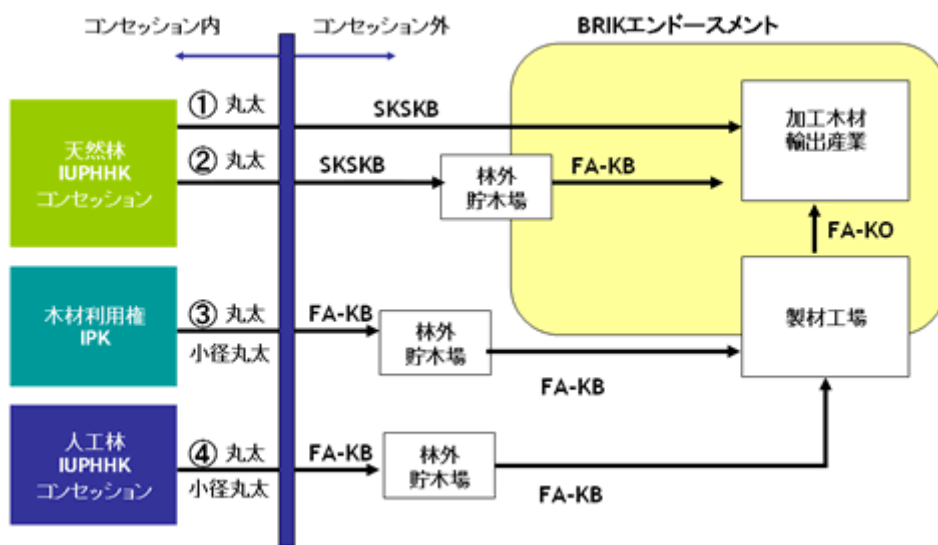 コンセッション内
コンセッション外
BRIKエンドースメント
① 丸太
SKSKB
天然林
IUPHHK
コンセッション
② 丸太
SKSKB
林外
貯木場
FA-KB
加工木材
輸出産業
FA-KO
木材利用権
IPK
③ 丸太
小径丸太
FA-KB
林外
貯木場
FA-KB
製材工場
人工林
IUPHHK
コンセッション
④ 丸太
小径丸太
FA-KB
林外
貯木場
FA-KB